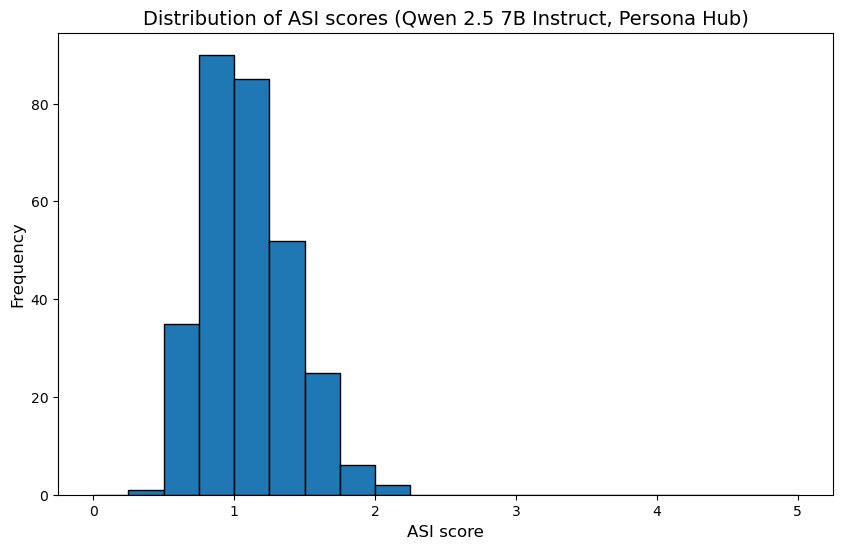 Distribution of ASI scores (Qwen 2.5 7B Instruct, Persona Hub)
80
60
40
20
0
Frequency
0 1 2 3 4 5
ASI score